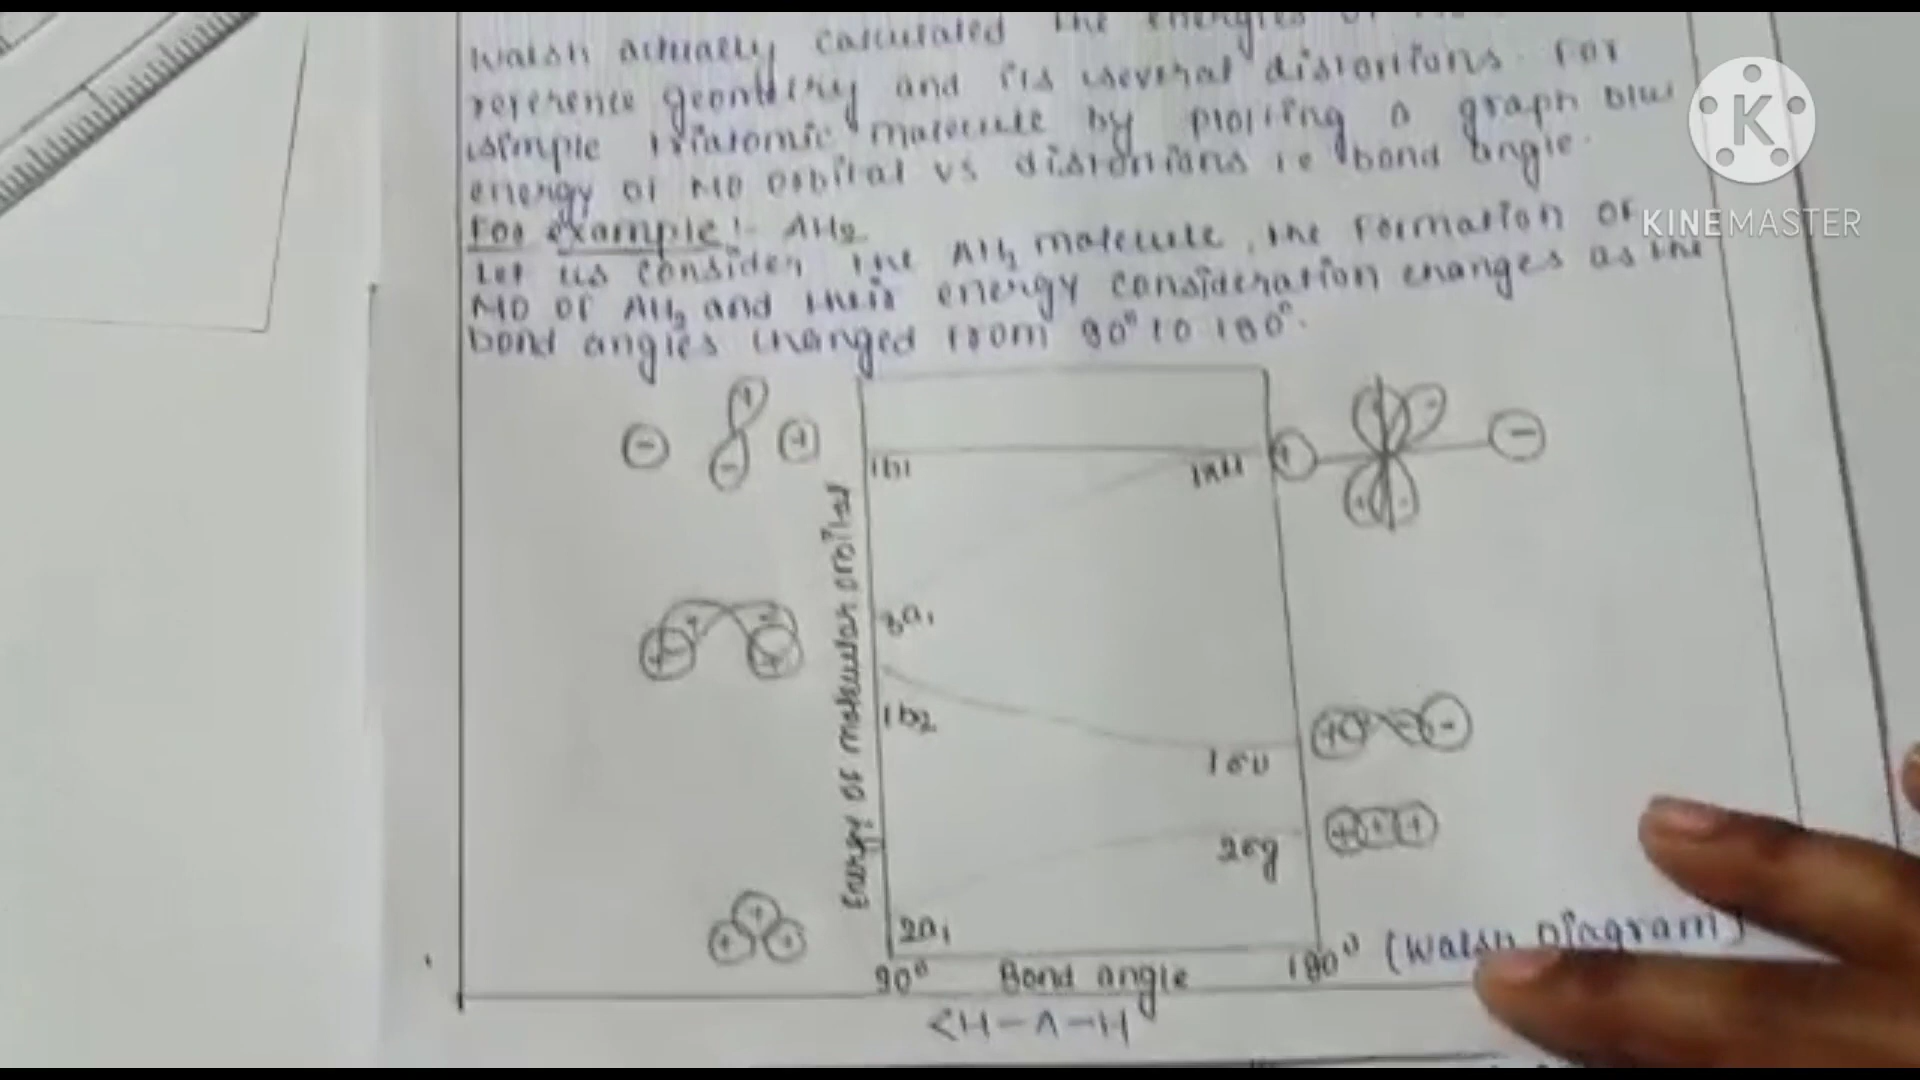 Walsh actually calculated the energies of
reference geometry and its several distortions. For
simple triatomic molecule by plotting a graph b/w
energy of MO orbital vs distortions ie bond angle.
For example :- AH₂
Let us consider the AH₂ molecule, the formation of
MO of AH₂ and their energy consideration changes as the
bond angles changed from 90° to 180°.
K
KINEMASTER
Energy of molecular orbital
1b1
1πu
3a1
1b2
1σu
2σg
2a1
90° Bond angle 180° (Walsh Diagram)
<H-A-H